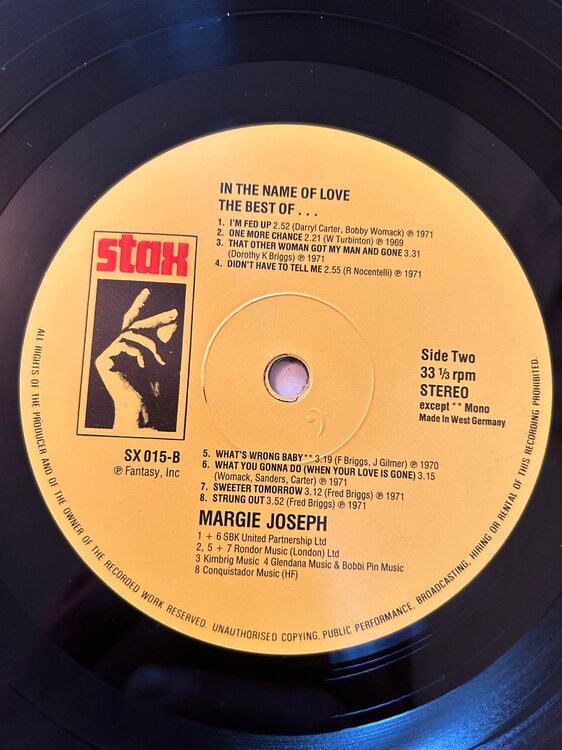 IN THE NAME OF LOVE
THE BEST OF . . .
1. I'M FED UP 2.52 (Darryl Carter, Bobby Womack) ℗ 1971
2. ONE MORE CHANCE 2.21 (W Turbinton) ℗ 1969
3. THAT OTHER WOMAN GOT MY MAN AND GONE 3.31
(Dorothy K Briggs) ℗ 1971
4. DIDN'T HAVE TO TELL ME 2.55 (R Nocentelli) ℗ 1971
stax
Side Two
33 ⅓ rpm
STEREO
except ** Mono
Made in West Germany
SX 015-B
℗ Fantasy, Inc
5. WHAT'S WRONG BABY** 3.19 (F Briggs, J Gilmer) ℗ 1970
6. WHAT YOU GONNA DO (WHEN YOUR LOVE IS GONE) 3.15
(Womack, Sanders, Carter) ℗ 1971
7. SWEETER TOMORROW 3.12 (Fred Briggs) ℗ 1971
8. STRUNG OUT 3.52 (Fred Briggs) ℗ 1971
MARGIE JOSEPH
1 + 6 SBK United Partnership Ltd
2, 5 + 7 Rondor Music (London) Ltd
3 Kimbrig Music 4 Glendana Music & Bobbi Pin Music
8 Conquistador Music (HF)
ALL RIGHTS OF THE PRODUCER AND OF THE OWNER OF THE RECORDED WORK RESERVED. UNAUTHORISED COPYING. PUBLIC PERFORMANCE, BROADCASTING, HIRING OR RENTAL OF THIS RECORDING PROHIBITED.